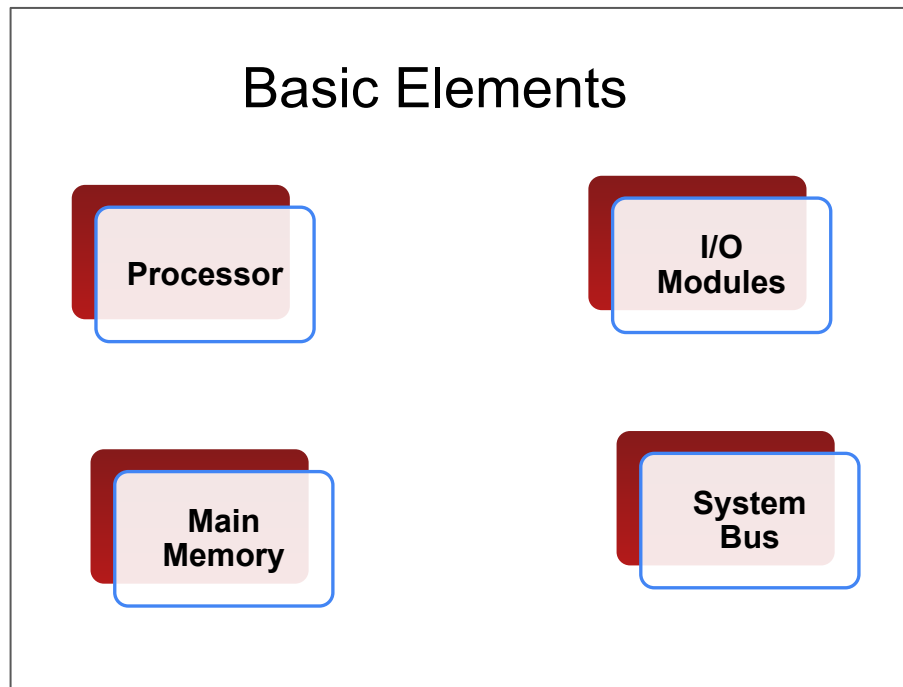 Basic Elements
Processor
I/O
Modules
Main
Memory
System
Bus